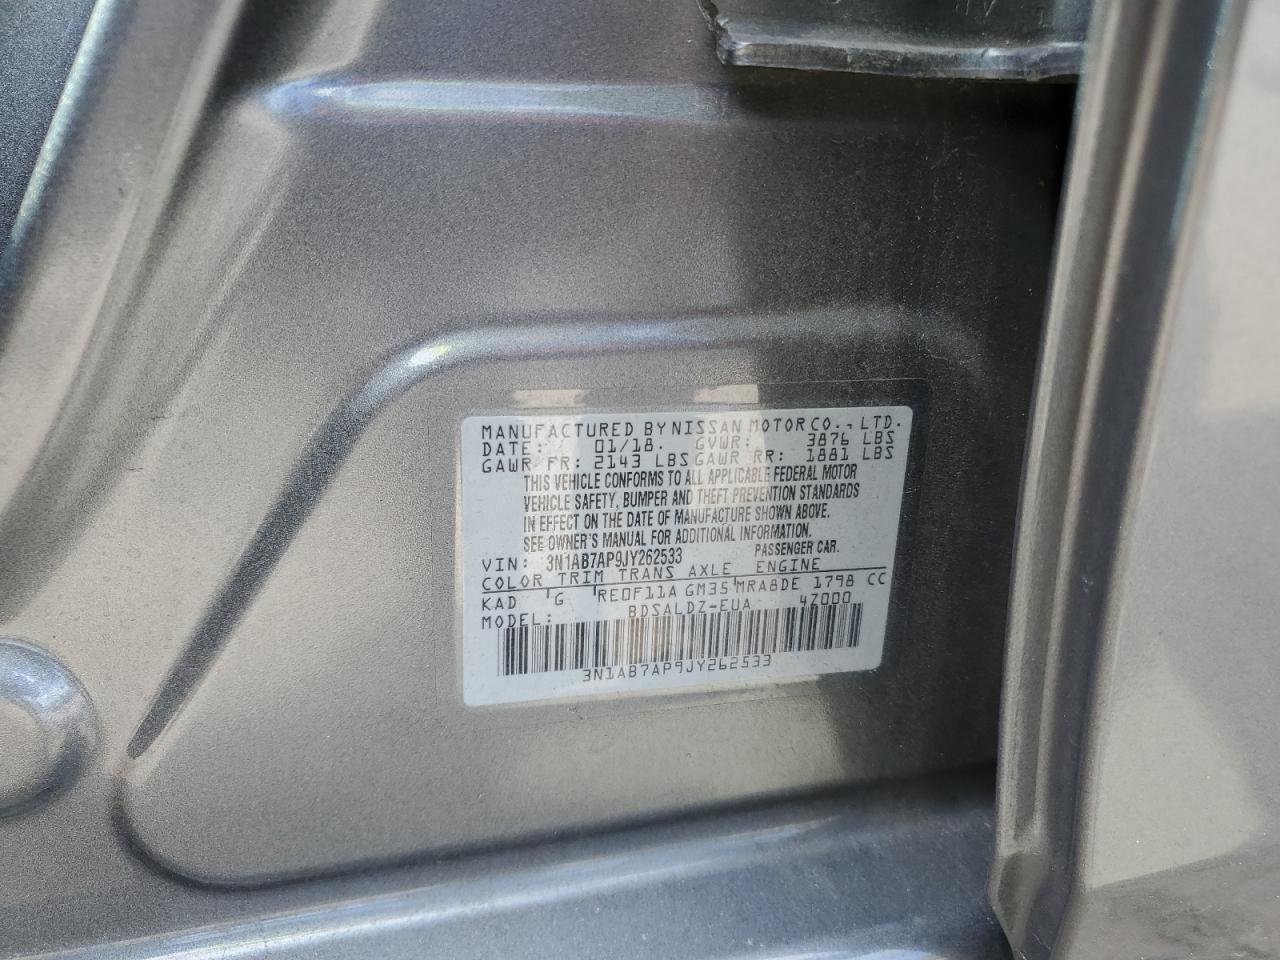 MANUFACTURED BY NISSAN MOTOR CO., LTD.
DATE: 01/18. GVWR: 3876 LBS
GAWR FR: 2143 LBS GAWR RR: 1881 LBS
THIS VEHICLE CONFORMS TO ALL APPLICABLE FEDERAL MOTOR
VEHICLE SAFETY, BUMPER AND THEFT PREVENTION STANDARDS
IN EFFECT ON THE DATE OF MANUFACTURE SHOWN ABOVE.
SEE OWNER'S MANUAL FOR ADDITIONAL INFORMATION.
VIN: 3N1AB7AP9JY262533 PASSENGER CAR.
COLOR TRIM TRANS AXLE ENGINE
KAD G RE0F11A GM35 MRA8DE 1798 CC
MODEL: BDSALDZ-EUA 4Z000
3N1AB7AP9JY262533